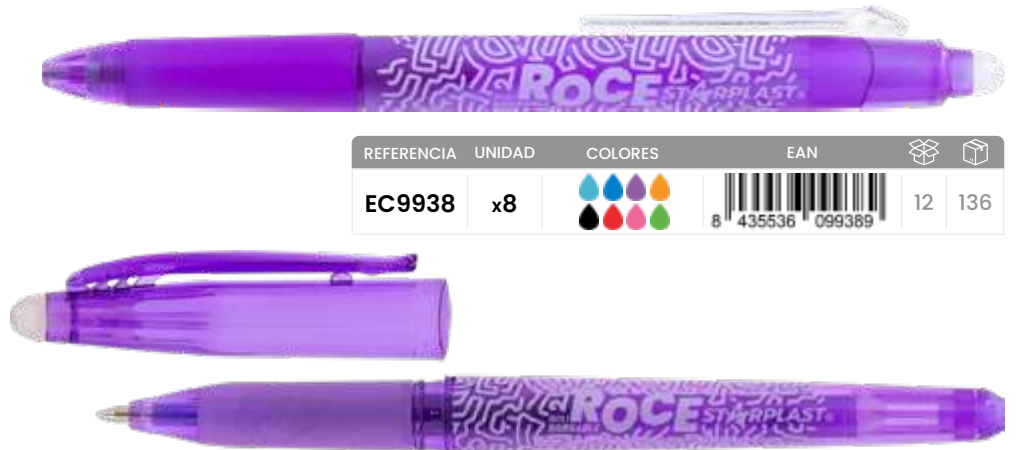 ROCE STARPLAST
REFERENCIA UNIDAD COLORES EAN
EC9938 x8 8 435536 099389 12 136
ROCE STARPLAST